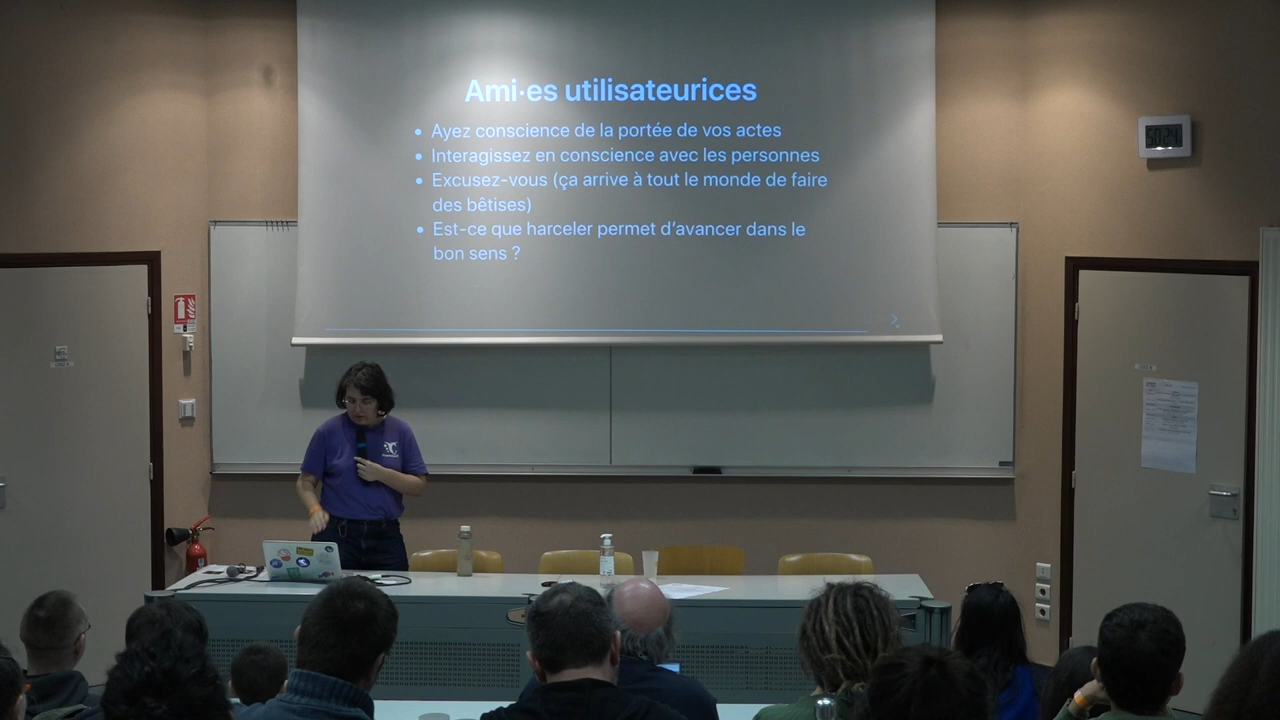 Ami·es utilisateurices
• Ayez conscience de la portée de vos actes
• Interagissez en conscience avec les personnes
• Excusez-vous (ça arrive à tout le monde de faire
des bêtises)
• Est-ce que harceler permet d'avancer dans le
bon sens ?